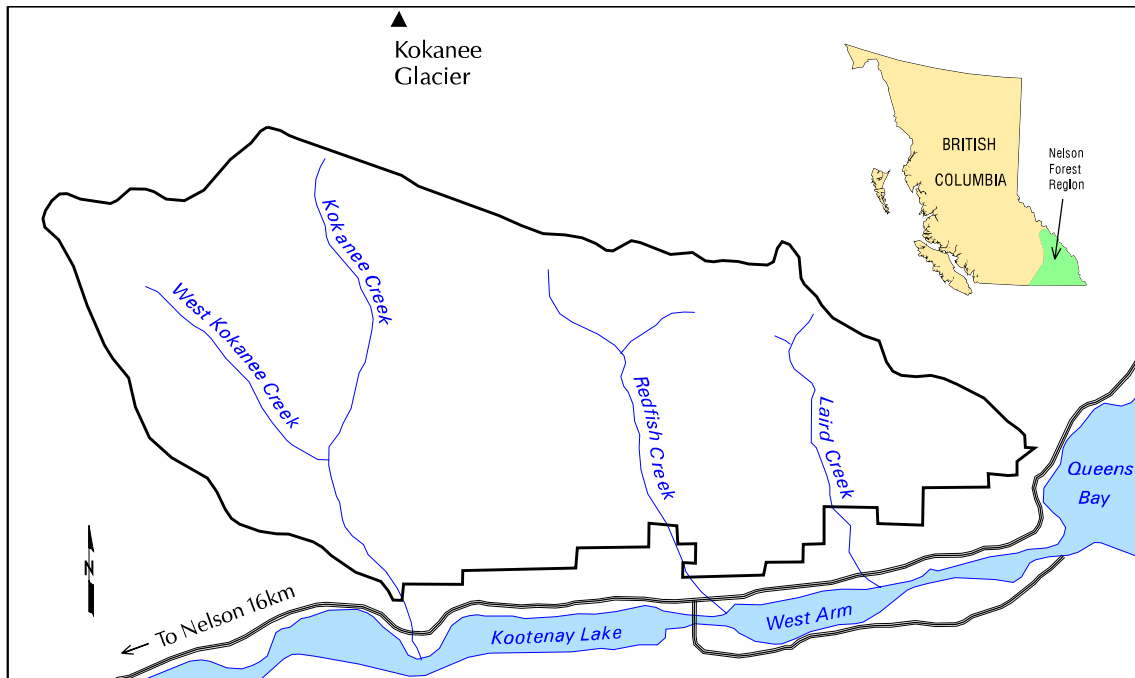 Kokanee
Glacier
BRITISH
COLUMBIA
Nelson
Forest
Region
Kokanee Creek
West Kokanee Creek
Redfish Creek
Laird Creek
Queens
Bay
N
To Nelson 16km
Kootenay Lake
West Arm